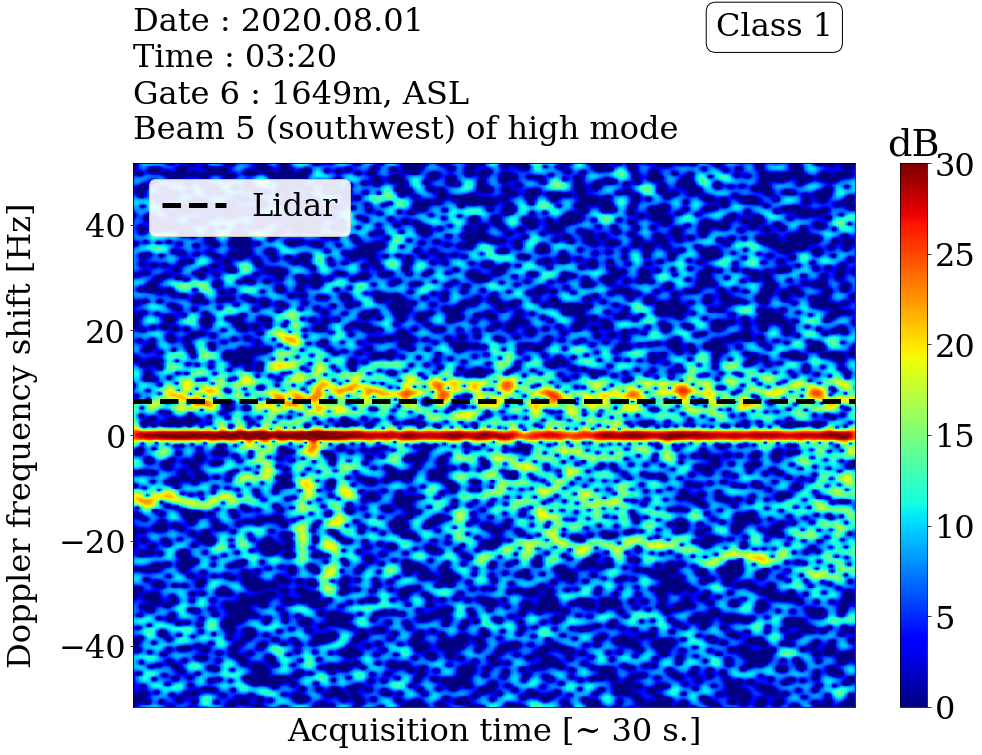 Date : 2020.08.01
Class 1
Time : 03:20
Gate 6 : 1649m, ASL
Beam 5 (southwest) of high mode
dB
Lidar
Doppler frequency shift [Hz]
40
20
0
−20
−40
30
25
20
15
10
5
0
Acquisition time [~ 30 s.]